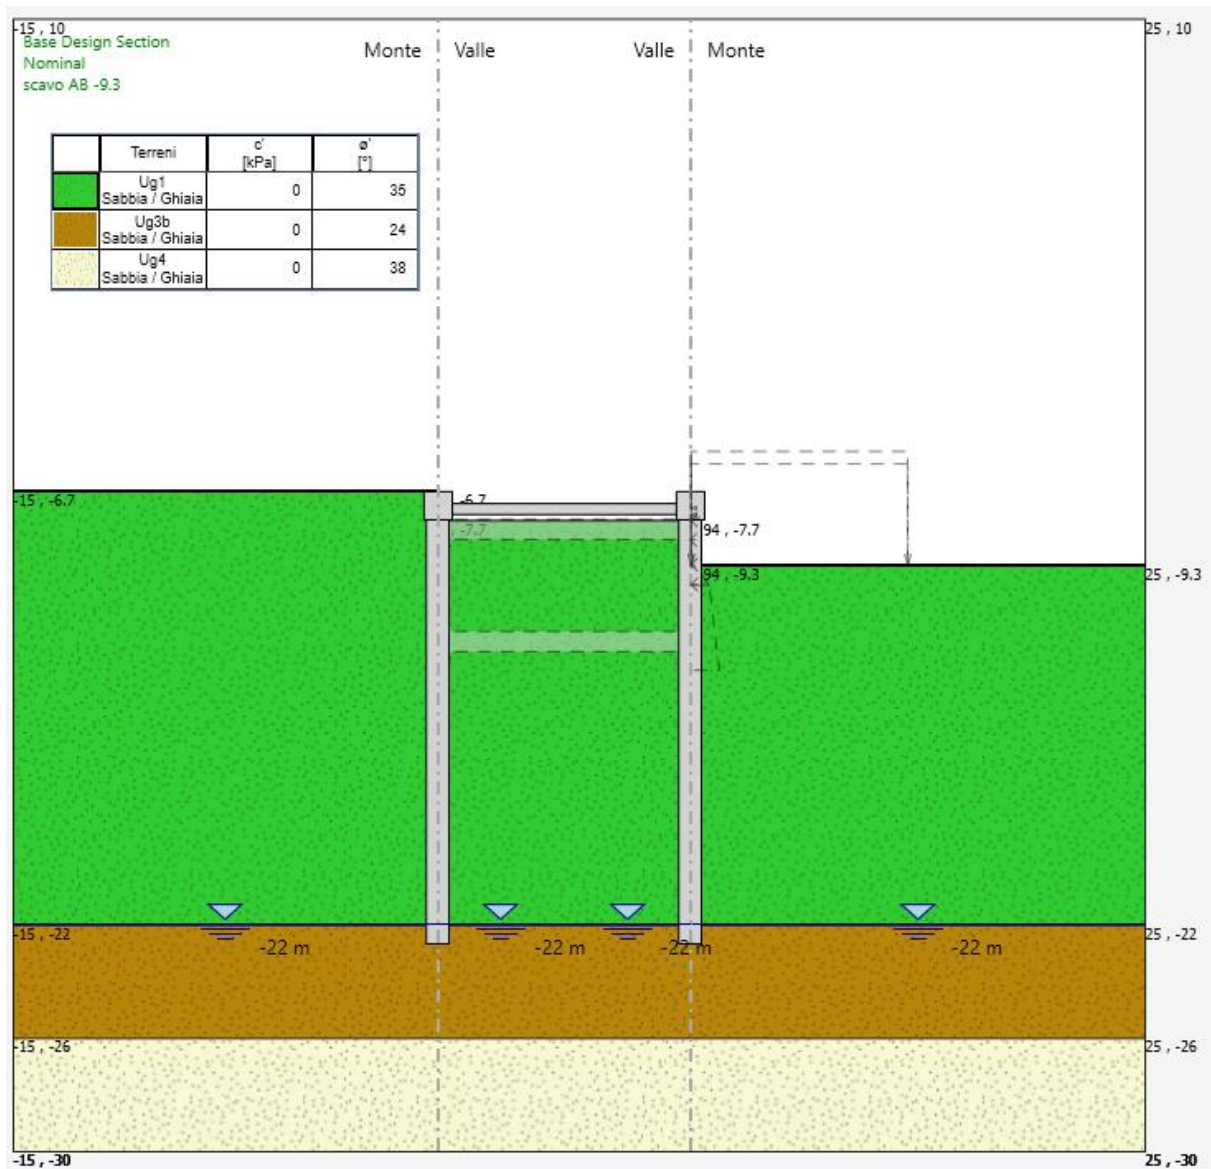 -15 , 10
25 , 10
Base Design Section
Nominal
scavo AB -9.3
Monte
Valle
Valle
Monte
Terreni
c'
[kPa]
ø'
[°]
Ug1
Sabbia / Ghiaia
0
35
Ug3b
Sabbia / Ghiaia
0
24
Ug4
Sabbia / Ghiaia
0
38
-15 , -6.7
-6.7
, -7.7
94 , -7.7
94 , -9.3
25 , -9.3
-15 , -22
25 , -22
-22 m
-22 m
-22 m
-22 m
-15 , -26
25 , -26
-15 , -30
25 , -30